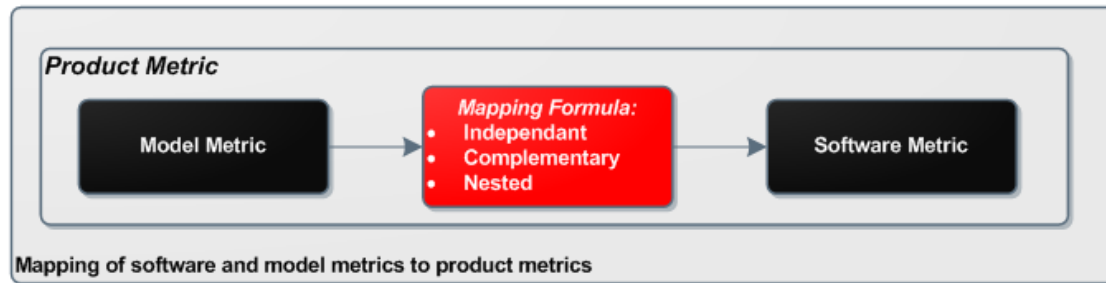 Product Metric
Model Metric
Mapping Formula:
• Independant
• Complementary
• Nested
Software Metric
Mapping of software and model metrics to product metrics